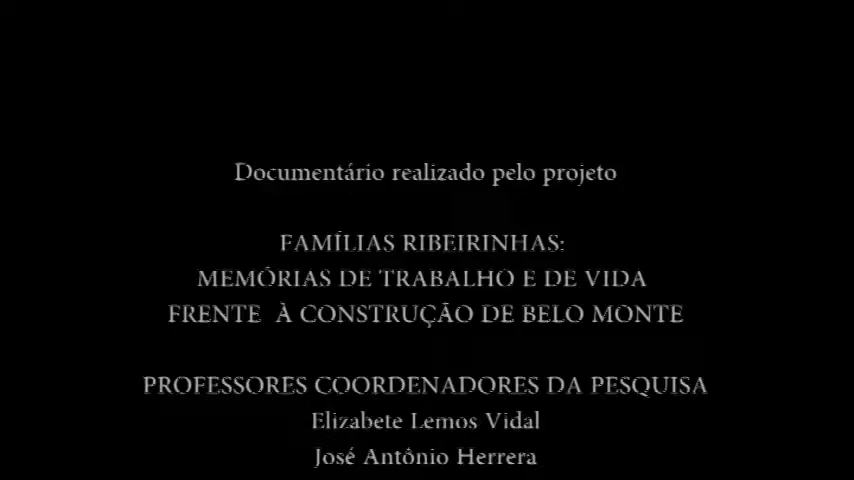 Documentário realizado pelo projeto
FAMÍLIAS RIBEIRINHAS:
MEMÓRIAS DE TRABALHO E DE VIDA
FRENTE À CONSTRUÇÃO DE BELO MONTE
PROFESSORES COORDENADORES DA PESQUISA
Elizabete Lemos Vidal
José Antônio Herrera